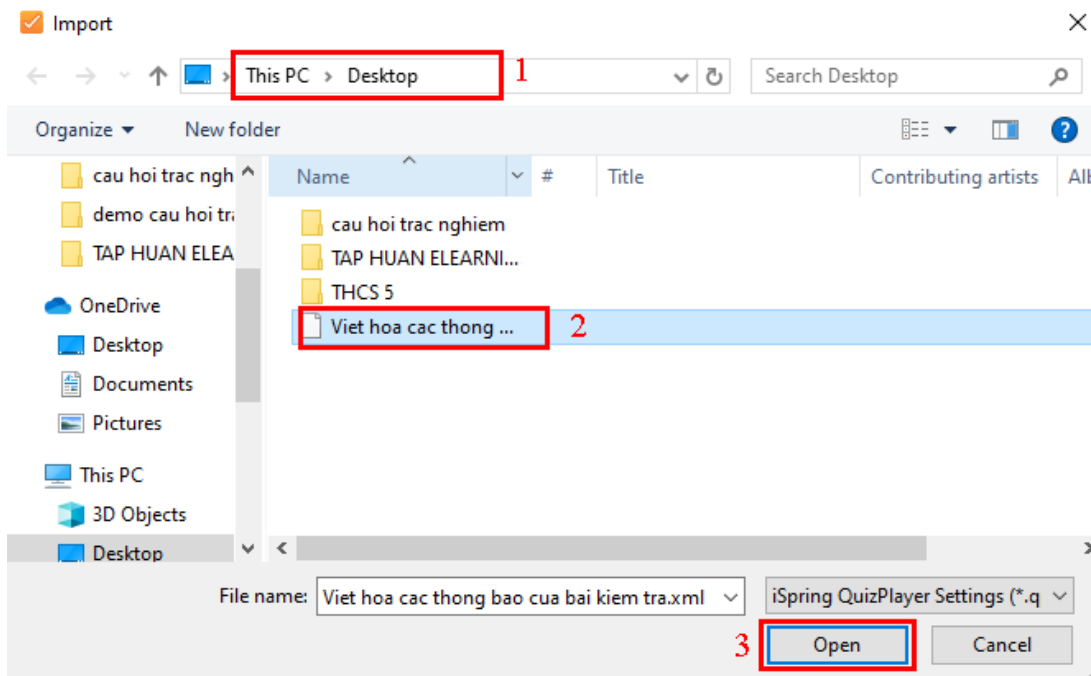 Import
This PC > Desktop 1
Search Desktop
Organize New folder
cau hoi trac ngh
demo cau hoi tra
TAP HUAN ELEA
OneDrive
Desktop
Documents
Pictures
This PC
3D Objects
Desktop
Name # Title Contributing artists
cau hoi trac nghiem
TAP HUAN ELEARNI...
THCS 5
Viet hoa cac thong ... 2
File name: Viet hoa cac thong bao cua bai kiem tra.xml iSpring QuizPlayer Settings (*.q
3 Open Cancel